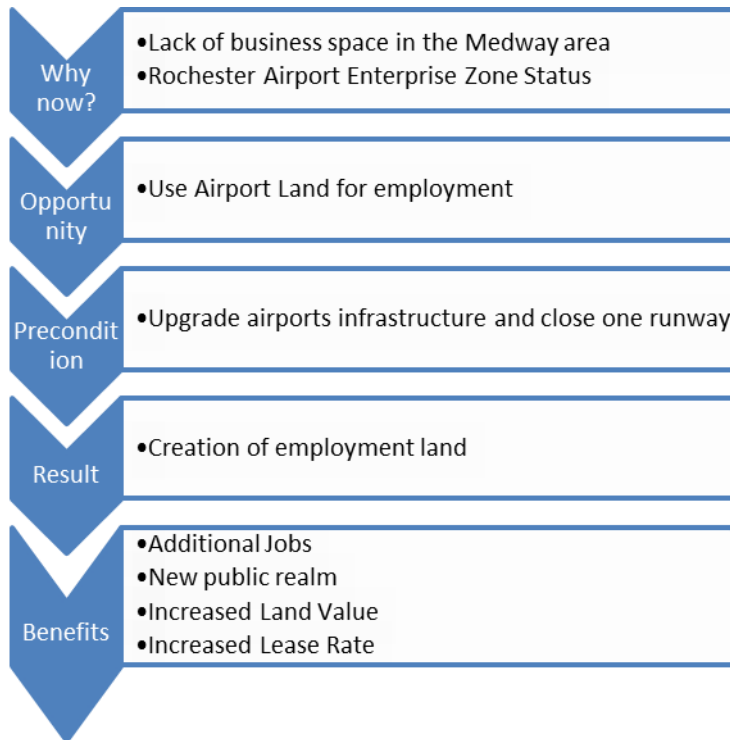 Why
now?
•Lack of business space in the Medway area
•Rochester Airport Enterprise Zone Status
Opportu
nity
•Use Airport Land for employment
Precondit
ion
•Upgrade airports infrastructure and close one runway
Result
•Creation of employment land
Benefits
•Additional Jobs
•New public realm
•Increased Land Value
•Increased Lease Rate